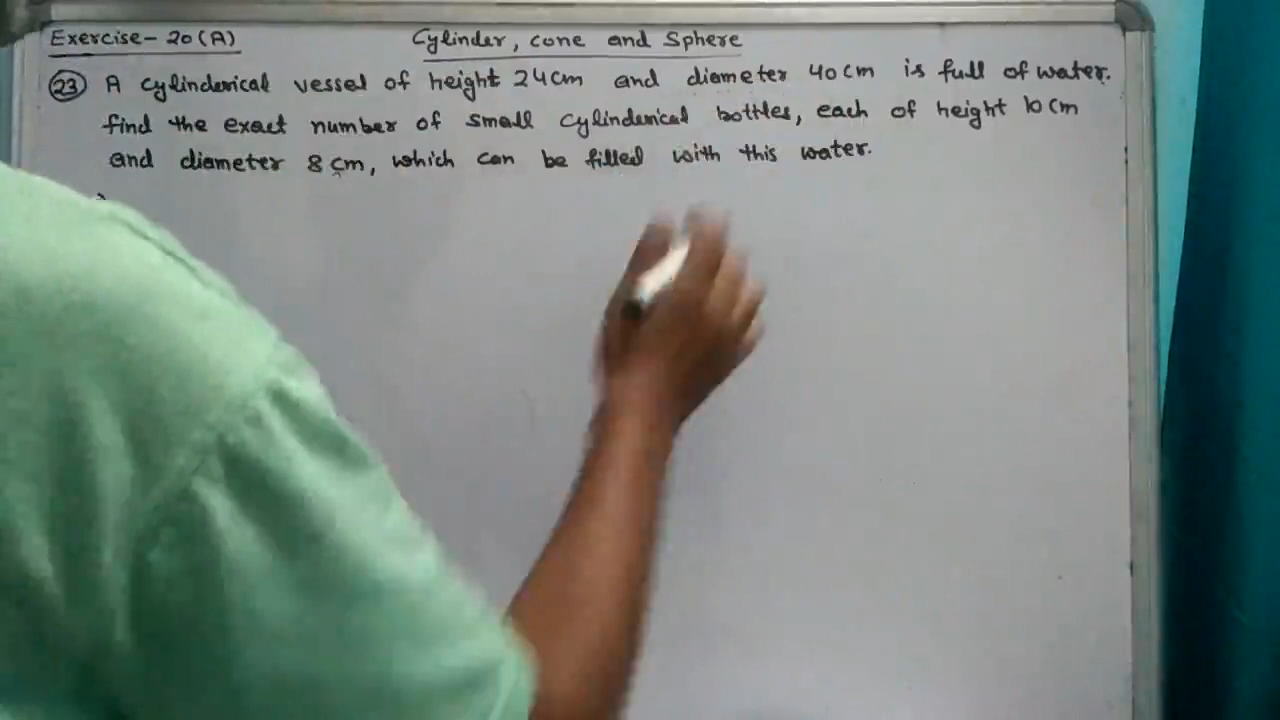 Exercise- 20(A)
Cylinder, cone and Sphere
23 A cylinderical vessel of height 24cm and diameter 40cm is full of water.
find the exact number of small cylinderical bottles, each of height 10cm
and diameter 8cm, which can be filled with this water.